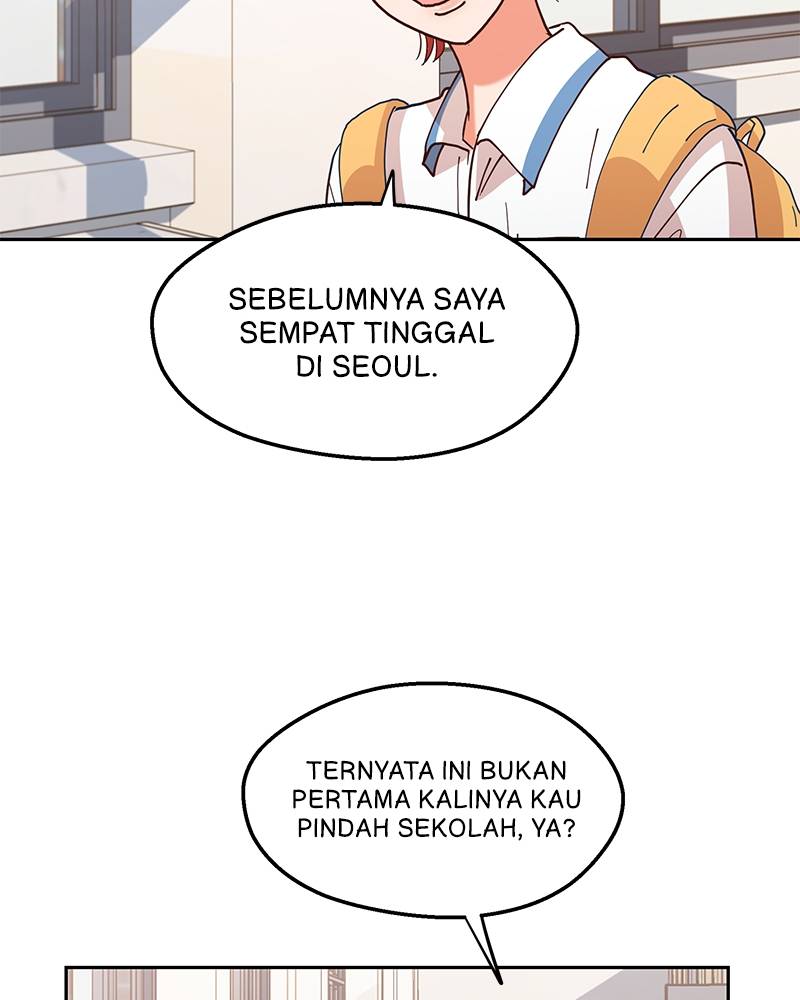 SEBELUMNYA SAYA
SEMPAT TINGGAL
DI SEOUL.
TERNYATA INI BUKAN
PERTAMA KALINYA KAU
PINDAH SEKOLAH, YA?